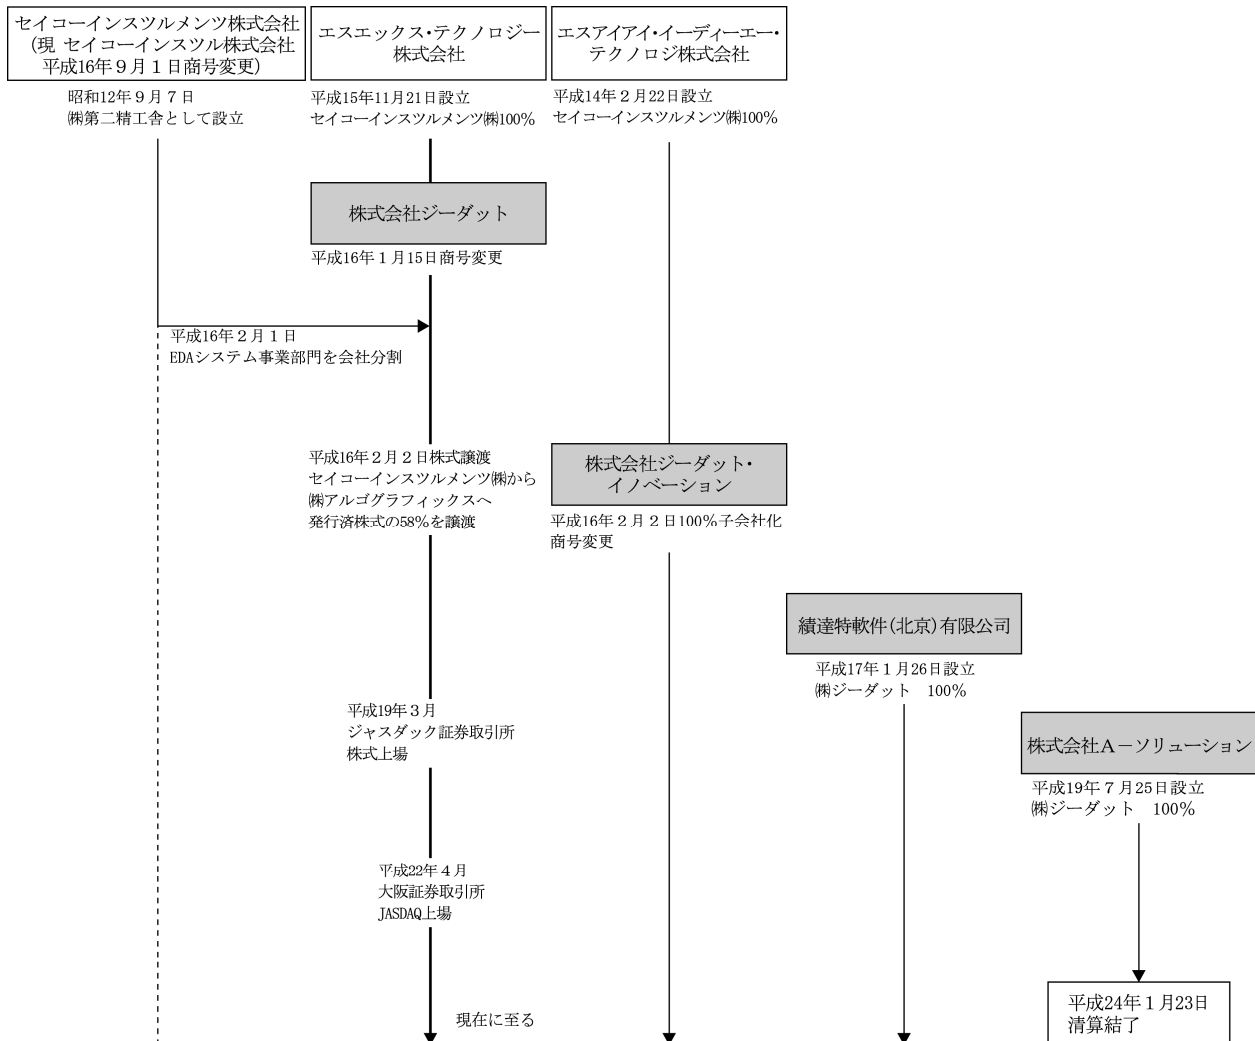 セイコーインスツルメンツ株式会社
(現 セイコーインスツル株式会社
平成16年9月1日商号変更)
昭和12年9月7日
㈱第二精工舎として設立
エスエックス・テクノロジー
株式会社
平成15年11月21日設立
セイコーインスツルメンツ㈱100%
エスアイアイ・イーディーエー・
テクノロジ株式会社
平成14年2月22日設立
セイコーインスツルメンツ㈱100%
株式会社ジーダット
平成16年1月15日商号変更
平成16年2月1日
EDAシステム事業部門を会社分割
平成16年2月2日株式譲渡
セイコーインスツルメンツ㈱から
㈱アルゴグラフィックスへ
発行済株式の58%を譲渡
株式会社ジーダット・
イノベーション
平成16年2月2日100%子会社化
商号変更
績達特軟件(北京)有限公司
平成17年1月26日設立
㈱ジーダット 100%
平成19年3月
ジャスダック証券取引所
株式上場
株式会社A-ソリューション
平成19年7月25日設立
㈱ジーダット 100%
平成22年4月
大阪証券取引所
JASDAQ上場
現在に至る
平成24年1月23日
清算結了